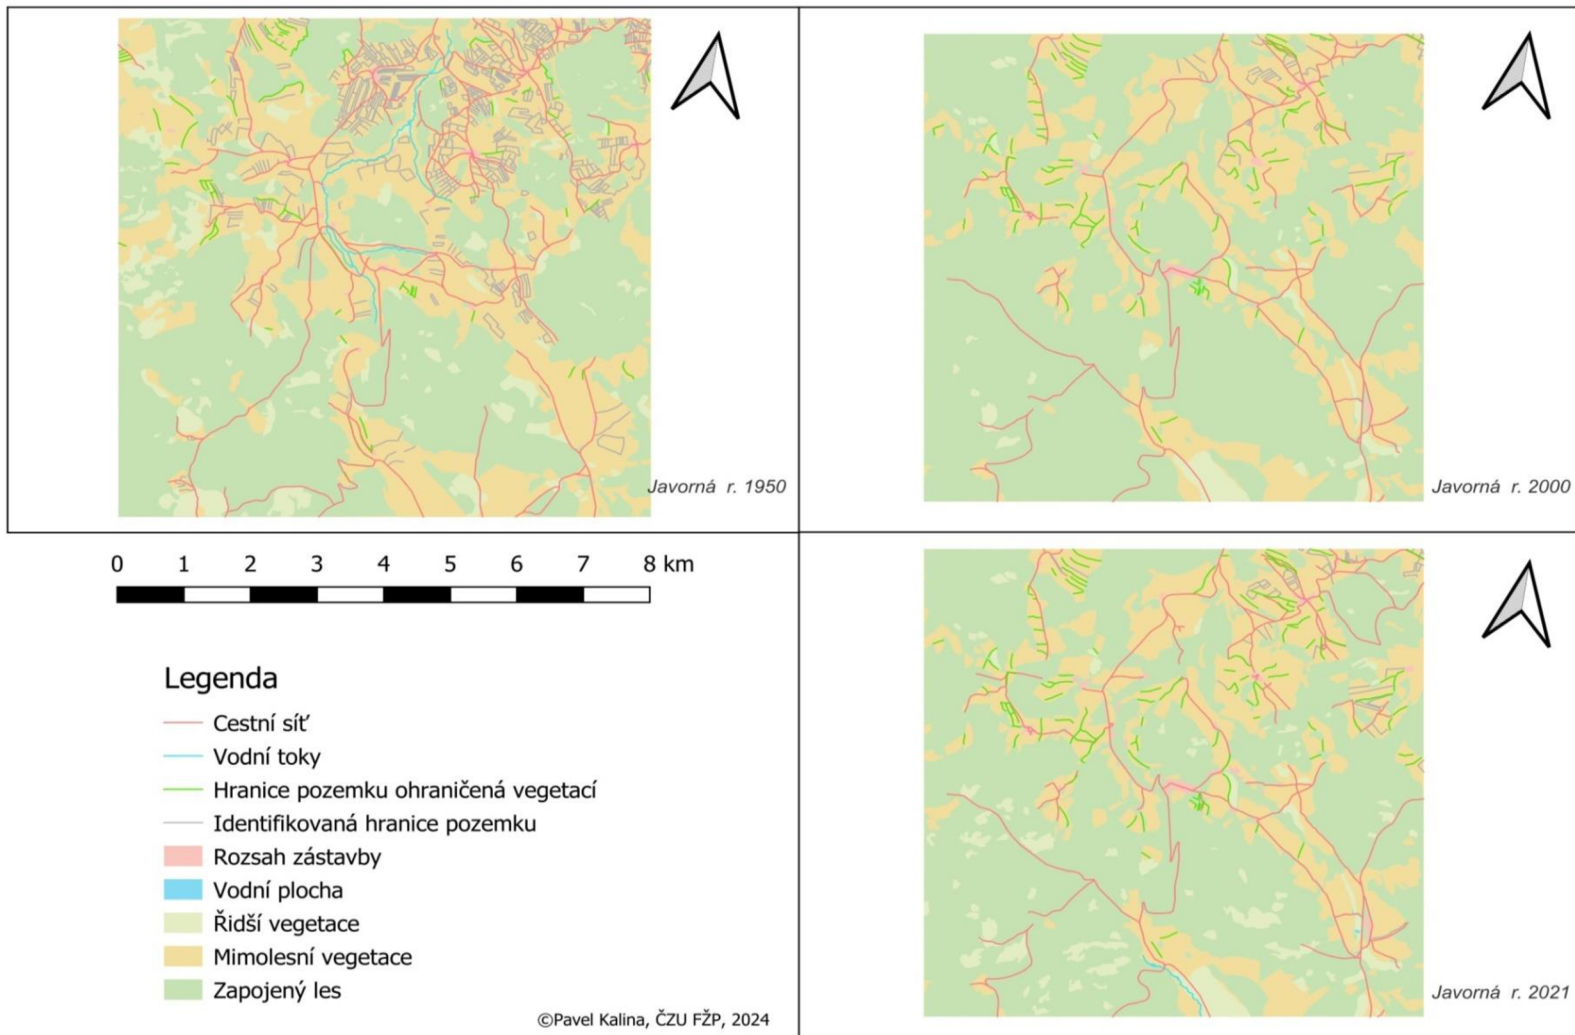 Javorná r. 1950
Javorná r. 2000
0 1 2 3 4 5 6 7 8 km
Legenda
Cestní síť
Vodní toky
Hranice pozemku ohraničená vegetací
Identifikovaná hranice pozemku
Rozsah zástavby
Vodní plocha
Řidší vegetace
Mimolesní vegetace
Zapojený les
©Pavel Kalina, ČZU FŽP, 2024
Javorná r. 2021